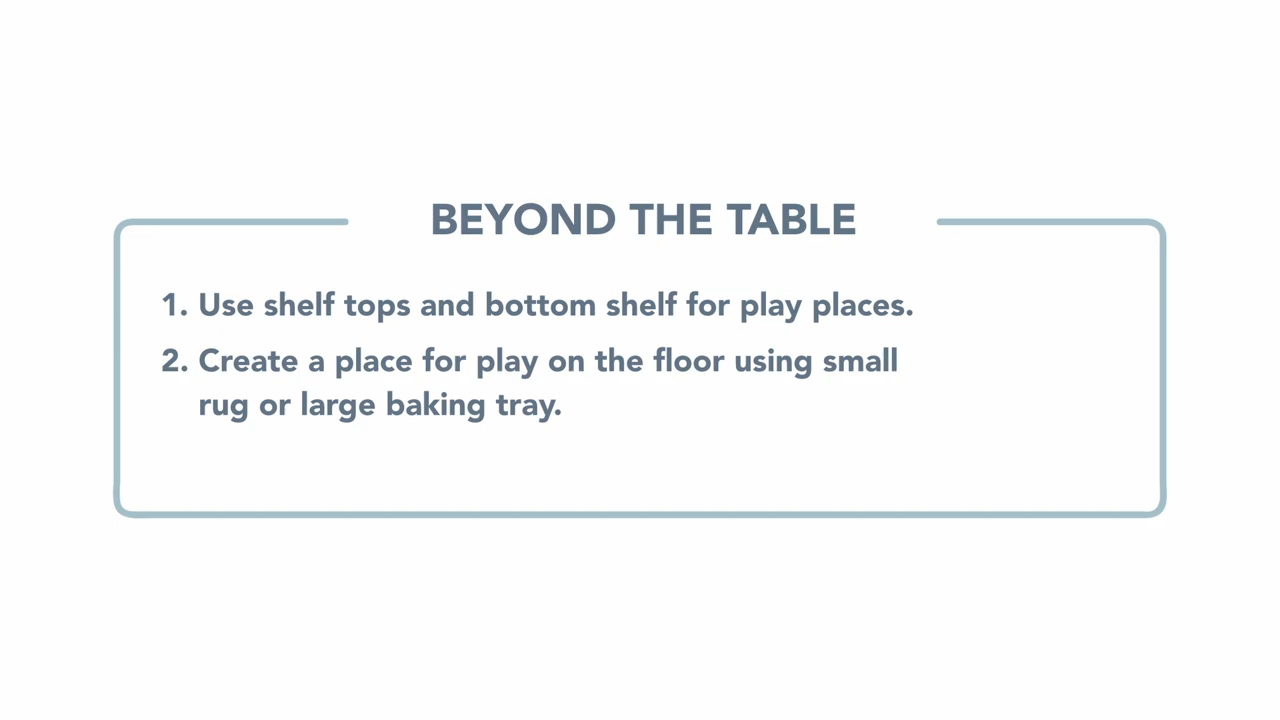 BEYOND THE TABLE
1. Use shelf tops and bottom shelf for play places.
2. Create a place for play on the floor using small
rug or large baking tray.